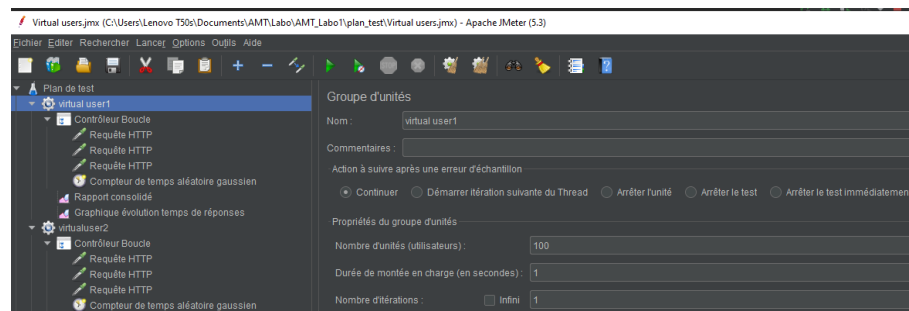 Virtual users.jmx (C:\Users\Lenovo T50s\Documents\AMT\Labo\AMT_Labo1\plan_test\Virtual users.jmx) - Apache JMeter (5.3)
Fichier Editer Rechercher Lancer Options Outils Aide
Plan de test
virtual user1
Contrôleur Boucle
Requête HTTP
Requête HTTP
Requête HTTP
Compteur de temps aléatoire gaussien
Rapport consolidé
Graphique évolution temps de réponses
virtualuser2
Contrôleur Boucle
Requête HTTP
Requête HTTP
Requête HTTP
Compteur de temps aléatoire gaussien
Groupe d'unités
Nom : virtual user1
Commentaires :
Action à suivre après une erreur d'échantillon
Continuer Démarrer itération suivante du Thread Arrêter l'unité Arrêter le test Arrêter le test immédiatemen
Propriétés du groupe d'unités
Nombre d'unités (utilisateurs) : 100
Durée de montée en charge (en secondes) : 1
Nombre d'itérations : Infini 1